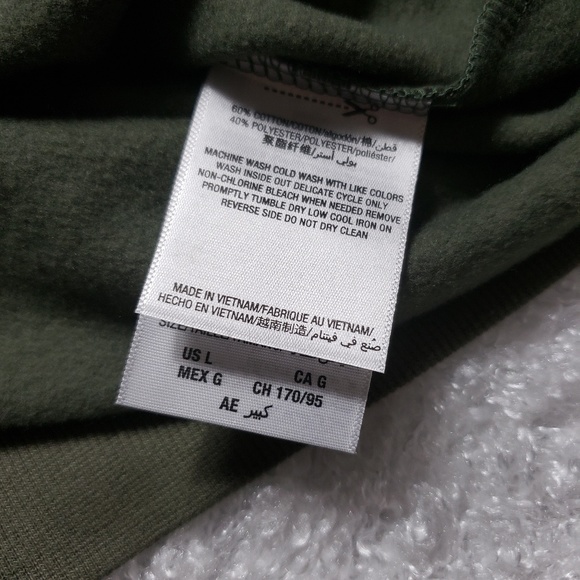 60% COTTON/COTON/algodón/棉/قطن
40% POLYESTER/POLYESTER/poliéster/
聚酯纤维/بولي أستر
MACHINE WASH COLD WASH WITH LIKE COLORS
WASH INSIDE OUT DELICATE CYCLE ONLY
NON-CHLORINE BLEACH WHEN NEEDED REMOVE
PROMPTLY TUMBLE DRY LOW COOL IRON ON
REVERSE SIDE DO NOT DRY CLEAN
MADE IN VIETNAM/FABRIQUE AU VIETNAM/
HECHO EN VIETNAM/越南制造/صُنع في فيتنام
US L CA G
MEX G CH 170/95
AE كبير